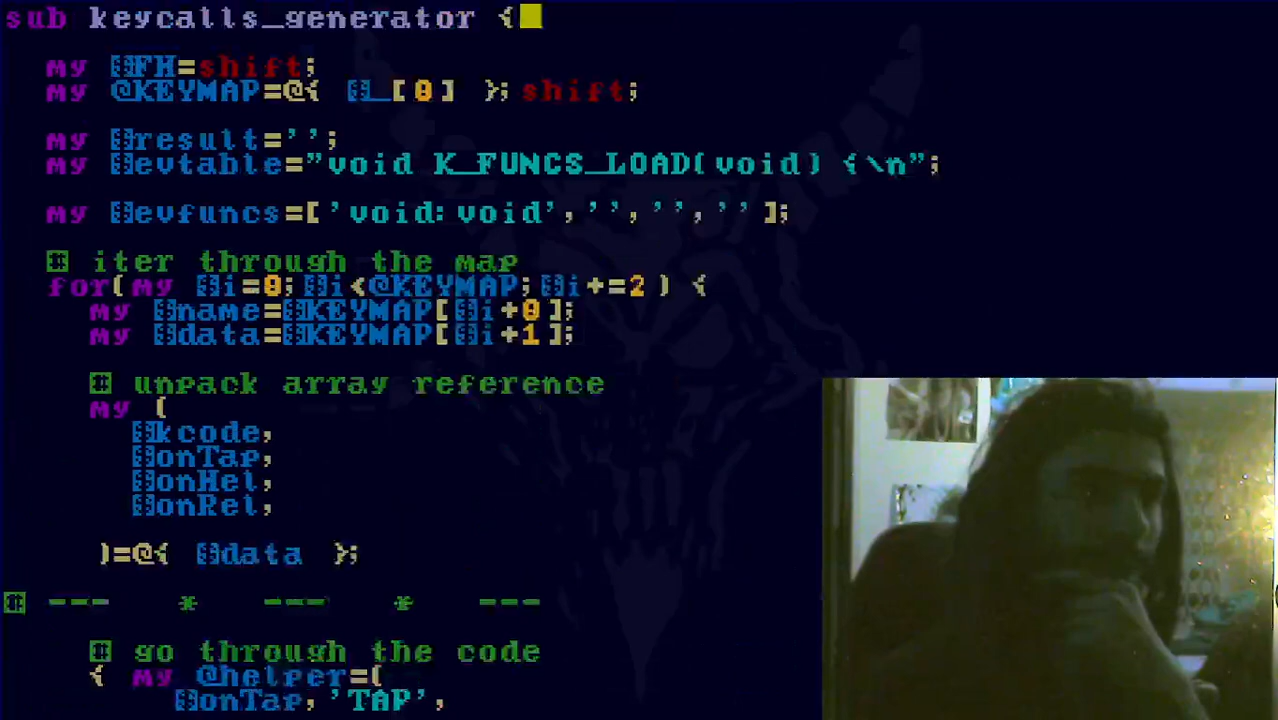 sub keycalls_generator {
my $FH=shift;
my @KEYMAP=@{ $_[0] };shift;
my $result='';
my $evtable="void K_FUNCS_LOAD(void) {\n";
my $evfuncs=['void:void','','',''];
# iter through the map
for(my $i=0;$i<@KEYMAP;$i+=2) {
my $name=$KEYMAP[$i+0];
my $data=$KEYMAP[$i+1];
# unpack array reference
my (
$kcode,
$onTap,
$onHel,
$onRel,
)=@{ $data };
# --- * --- * ---
# go through the code
{ my @helper=(
$onTap,'TAP',